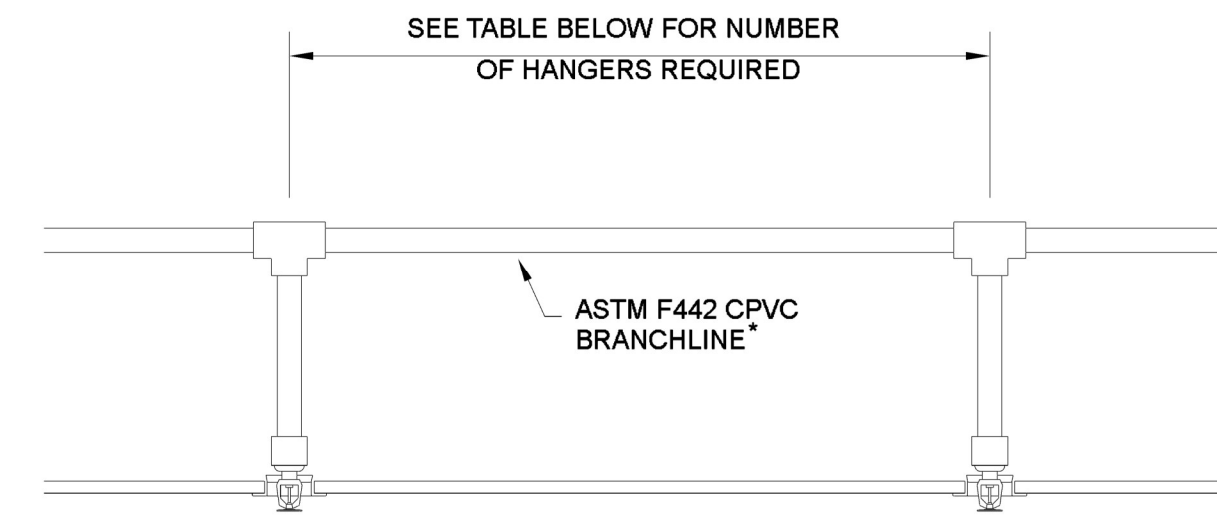 SEE TABLE BELOW FOR NUMBER
OF HANGERS REQUIRED
ASTM F442 CPVC
BRANCHLINE*